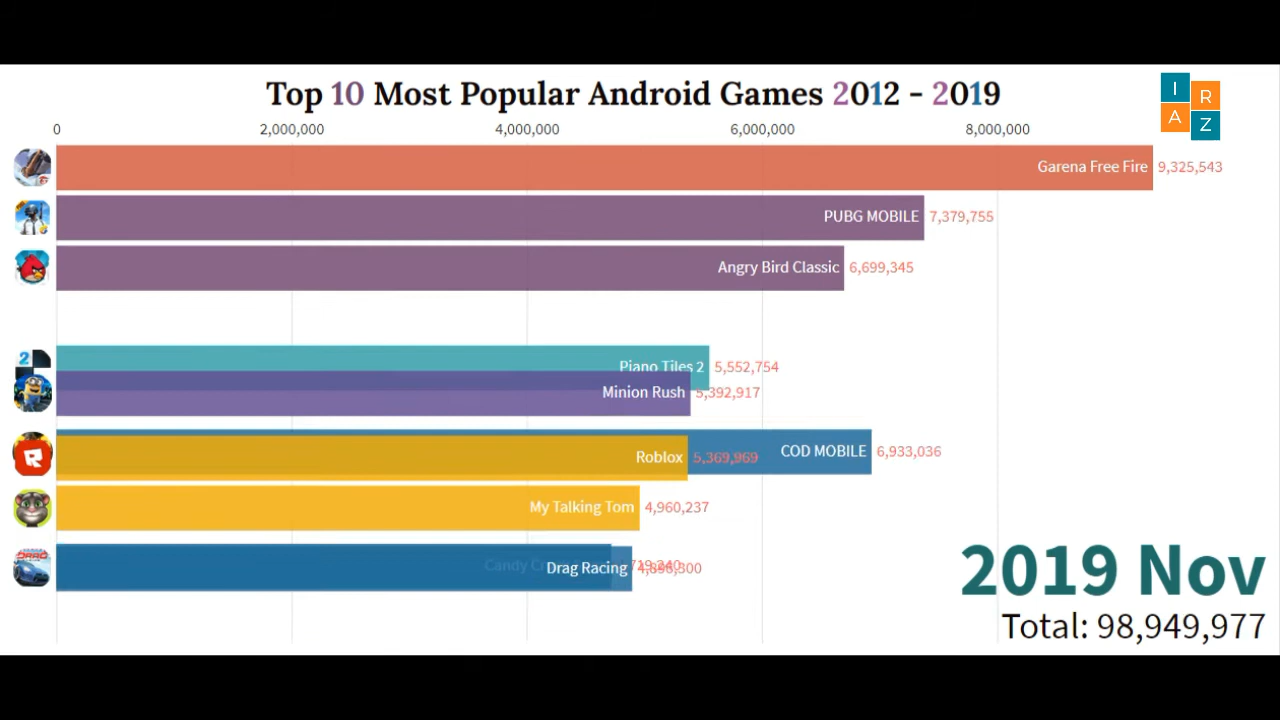 Top 10 Most Popular Android Games 2012 - 2019
I R
A Z
0 2,000,000 4,000,000 6,000,000 8,000,000
Garena Free Fire 9,325,543
PUBG MOBILE 7,379,755
Angry Bird Classic 6,699,345
2
Piano Tiles 2 5,552,754
Minion Rush 5,392,917
COD MOBILE 6,933,036
Roblox 5,369,969
My Talking Tom 4,960,237
DRAG
Drag Racing
2019 Nov
Total: 98,949,977